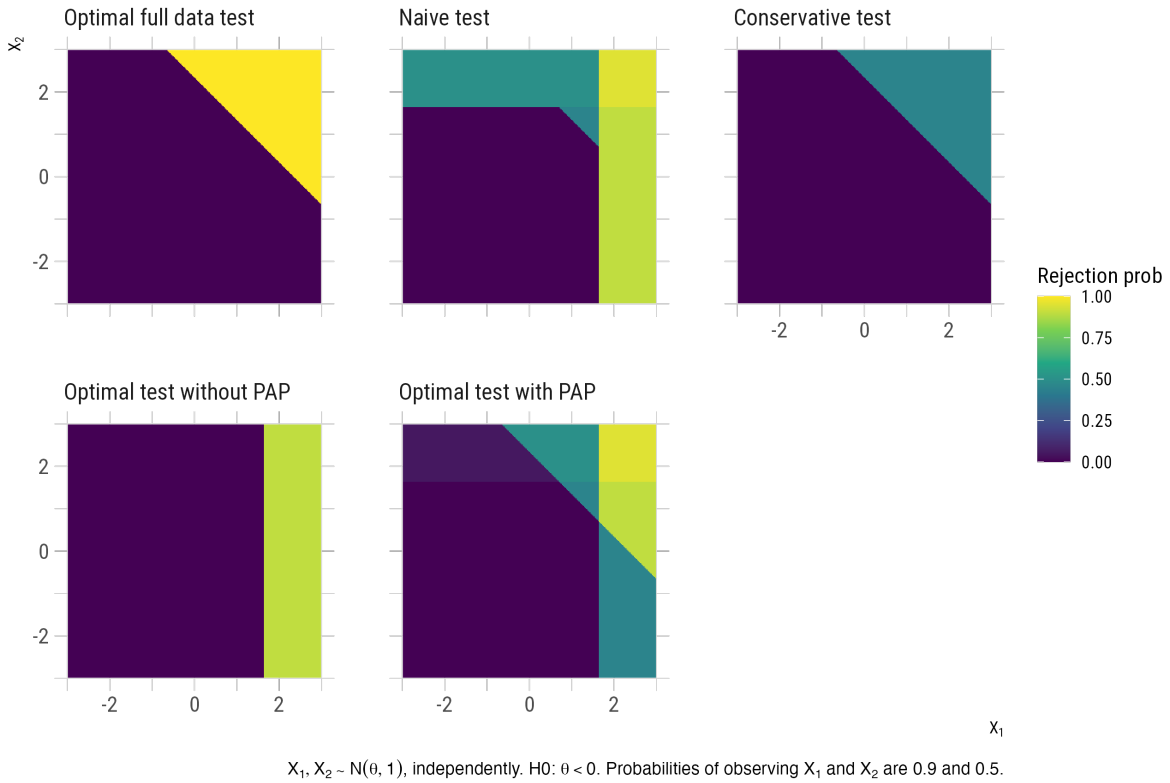 Optimal full data test
Naive test
Conservative test
X₂
2
0
-2
-2
0
2
Rejection prob
1.00
0.75
0.50
0.25
0.00
Optimal test without PAP
Optimal test with PAP
2
0
-2
-2
0
2
-2
0
2
X₁
X₁, X₂ ~ N(θ, 1), independently. H0: θ < 0. Probabilities of observing X₁ and X₂ are 0.9 and 0.5.